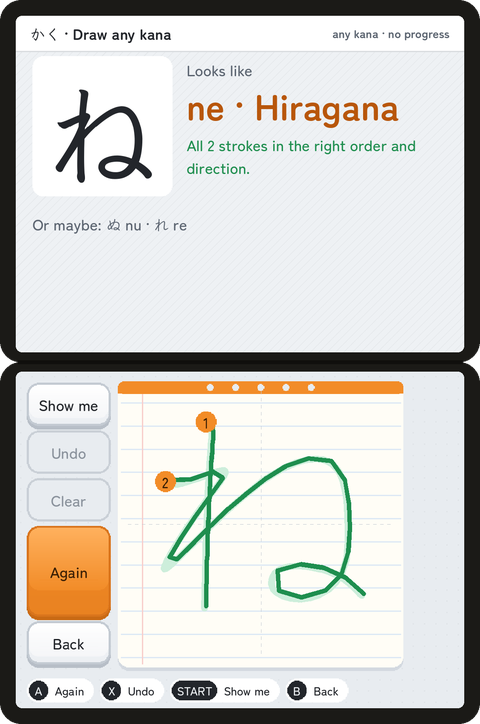 かく · Draw any kana
any kana · no progress
ね
Looks like
ne · Hiragana
All 2 strokes in the right order and
direction.
Or maybe: ぬ nu · れ re
Show me
Undo
Clear
Again
Back
1
2
ね
A Again
X Undo
START Show me
B Back